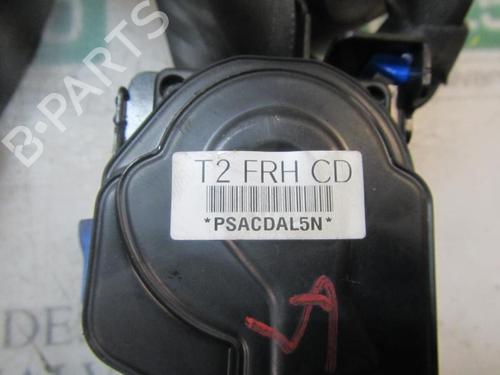 B-PARTS
T2 FRH CD
*PSACDAL5N*